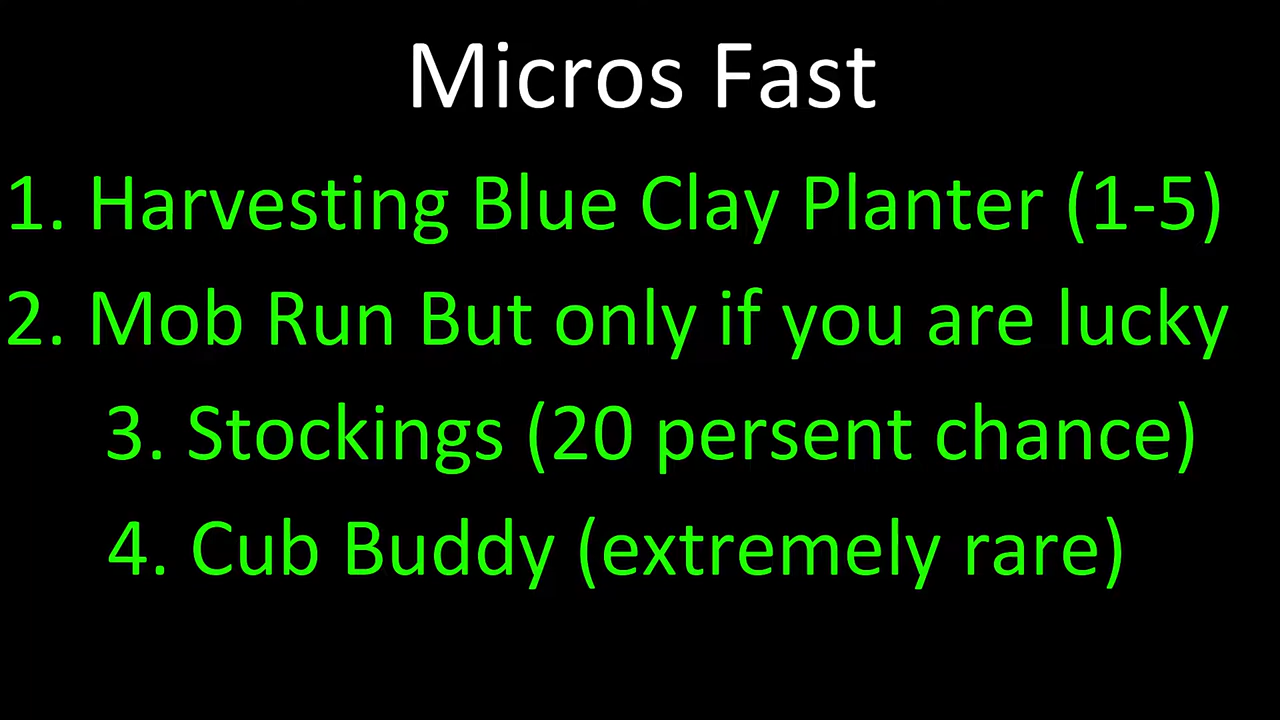 Micros Fast
1. Harvesting Blue Clay Planter (1-5)
2. Mob Run But only if you are lucky
3. Stockings (20 persent chance)
4. Cub Buddy (extremely rare)